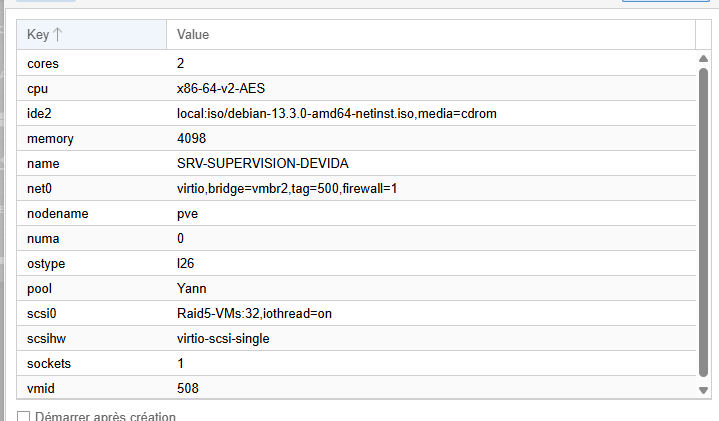 Key↑ Value
cores 2
cpu x86-64-v2-AES
ide2 local:iso/debian-13.3.0-amd64-netinst.iso,media=cdrom
memory 4098
name SRV-SUPERVISION-DEVIDA
net0 virtio,bridge=vmbr2,tag=500,firewall=1
nodename pve
numa 0
ostype l26
pool Yann
scsi0 Raid5-VMs:32,iothread=on
scsihw virtio-scsi-single
sockets 1
vmid 508
Démarrer après création